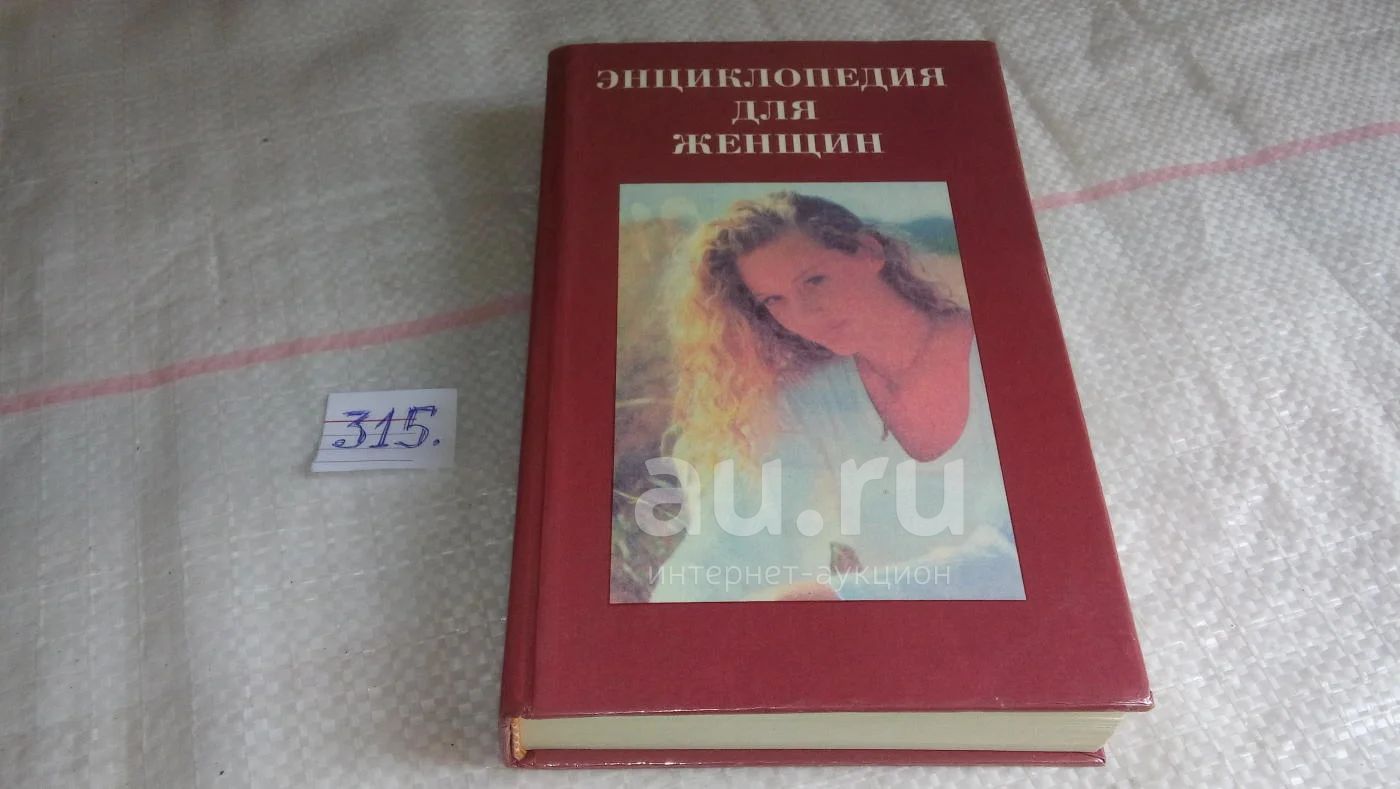 ЭНЦИКЛОПЕДИЯ
ДЛЯ
ЖЕНЩИН
315.
au.ru
интернет-аукцион